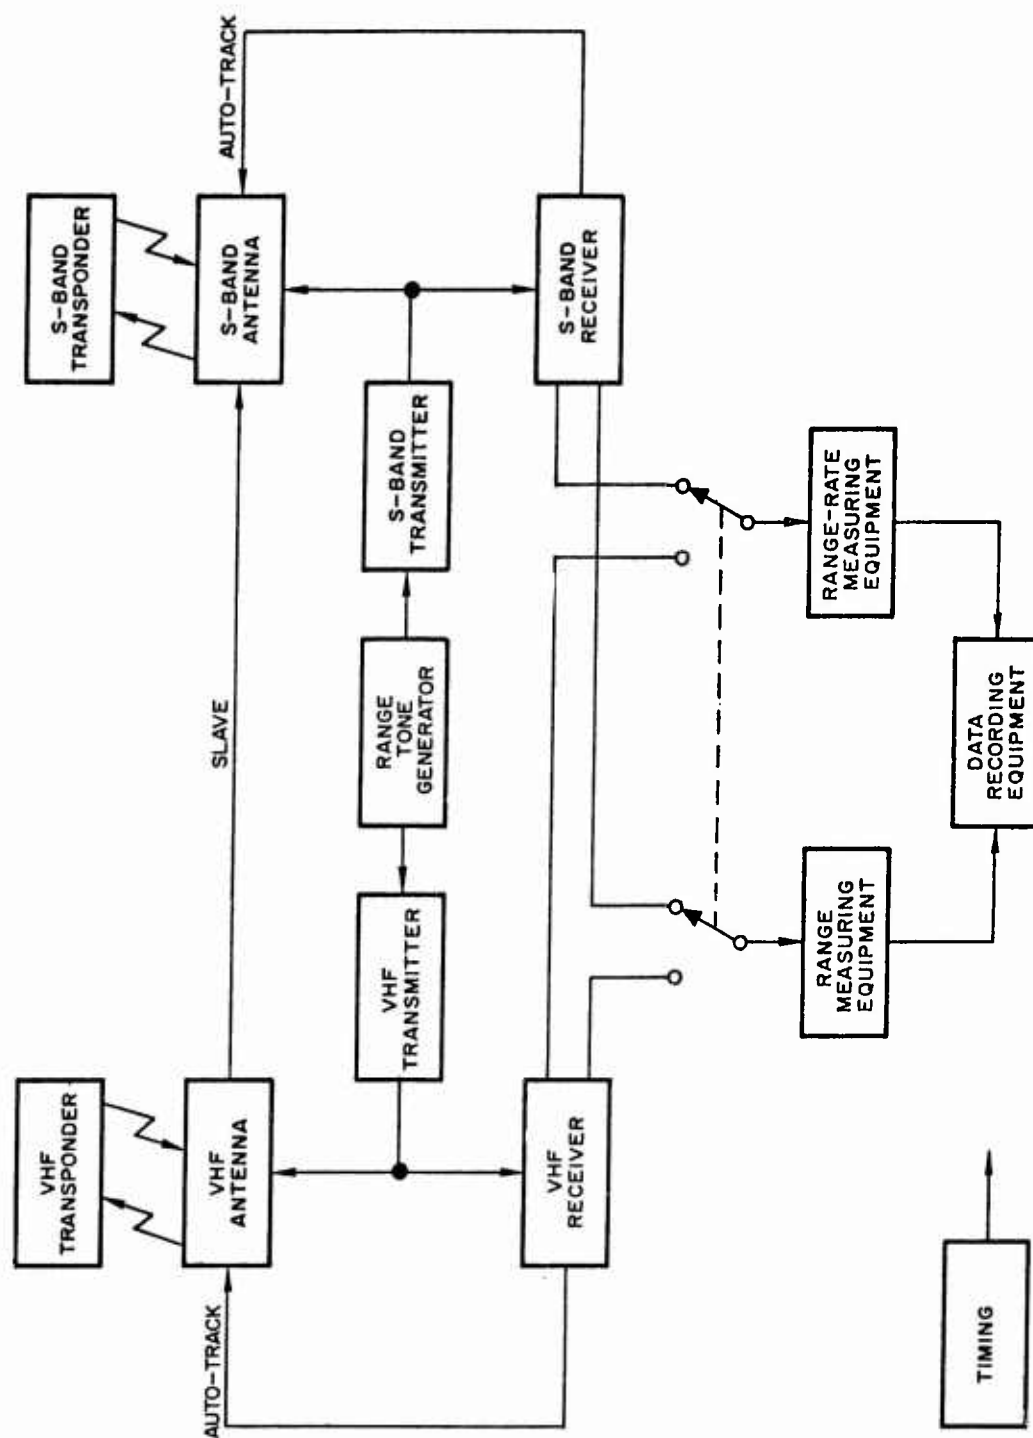 VHF
TRANSPONDER
S-BAND
TRANSPONDER
AUTO-TRACK
VHF
ANTENNA
SLAVE
S-BAND
ANTENNA
AUTO-TRACK
VHF
TRANSMITTER
RANGE
TONE
GENERATOR
S-BAND
TRANSMITTER
VHF
RECEIVER
S-BAND
RECEIVER
RANGE
MEASURING
EQUIPMENT
RANGE-RATE
MEASURING
EQUIPMENT
TIMING
DATA
RECORDING
EQUIPMENT